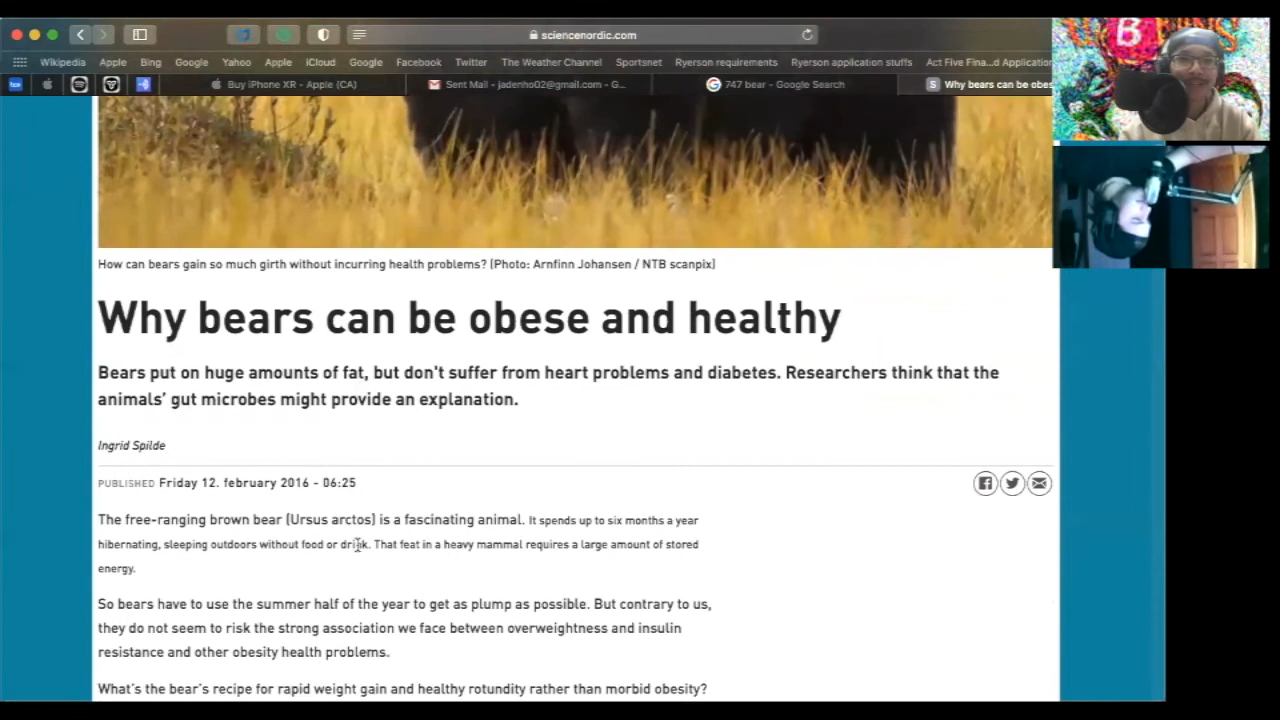 sciencenordic.com
Wikipedia Apple Bing Google Yahoo Apple iCloud Google Facebook Twitter The Weather Channel Sportsnet Ryerson requirements Ryerson application stuffs Act Five Fina...d Application
Buy iPhone XR - Apple (CA) Sent Mail - jadenho02@gmail.com - G... 747 bear - Google Search S Why bears can be obes
B
How can bears gain so much girth without incurring health problems? (Photo: Arnfinn Johansen / NTB scanpix)
Why bears can be obese and healthy
Bears put on huge amounts of fat, but don't suffer from heart problems and diabetes. Researchers think that the
animals' gut microbes might provide an explanation.
Ingrid Spilde
PUBLISHED Friday 12. february 2016 - 06:25
The free-ranging brown bear (Ursus arctos) is a fascinating animal. It spends up to six months a year
hibernating, sleeping outdoors without food or drink. That feat in a heavy mammal requires a large amount of stored
energy.
So bears have to use the summer half of the year to get as plump as possible. But contrary to us,
they do not seem to risk the strong association we face between overweightness and insulin
resistance and other obesity health problems.
What's the bear's recipe for rapid weight gain and healthy rotundity rather than morbid obesity?